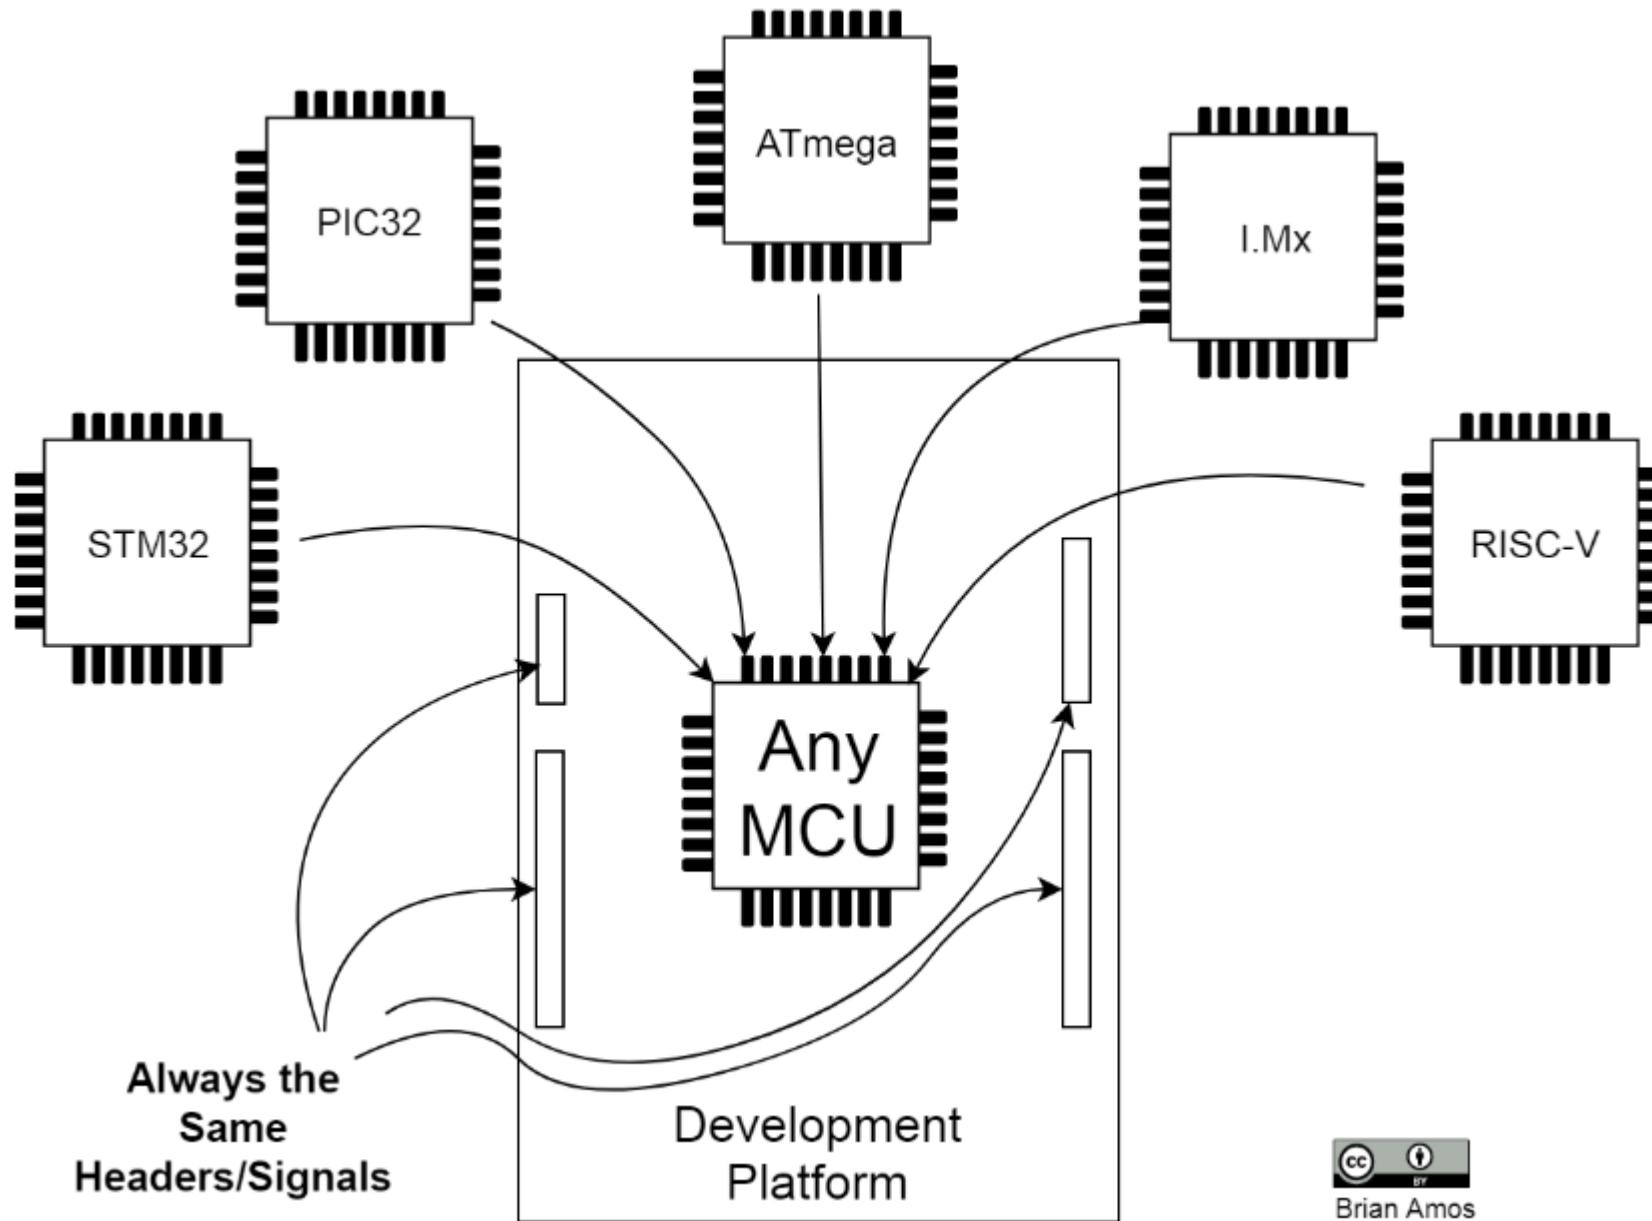 ATmega
PIC32
I.Mx
STM32
RISC-V
Any
MCU
Always the
Same
Headers/Signals
Development
Platform
cc
BY
Brian Amos